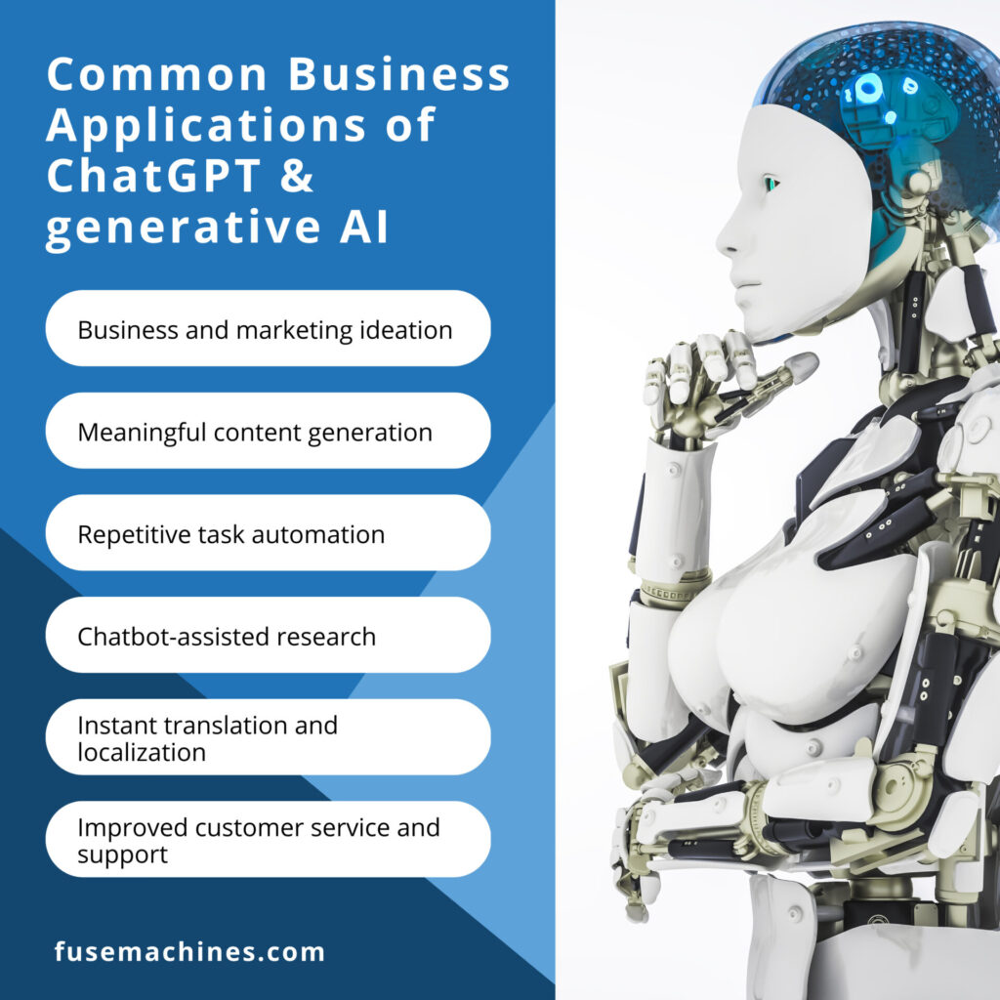 Common Business
Applications of
ChatGPT &
generative AI
Business and marketing ideation
Meaningful content generation
Repetitive task automation
Chatbot-assisted research
Instant translation and
localization
Improved customer service and
support
fusemachines.com